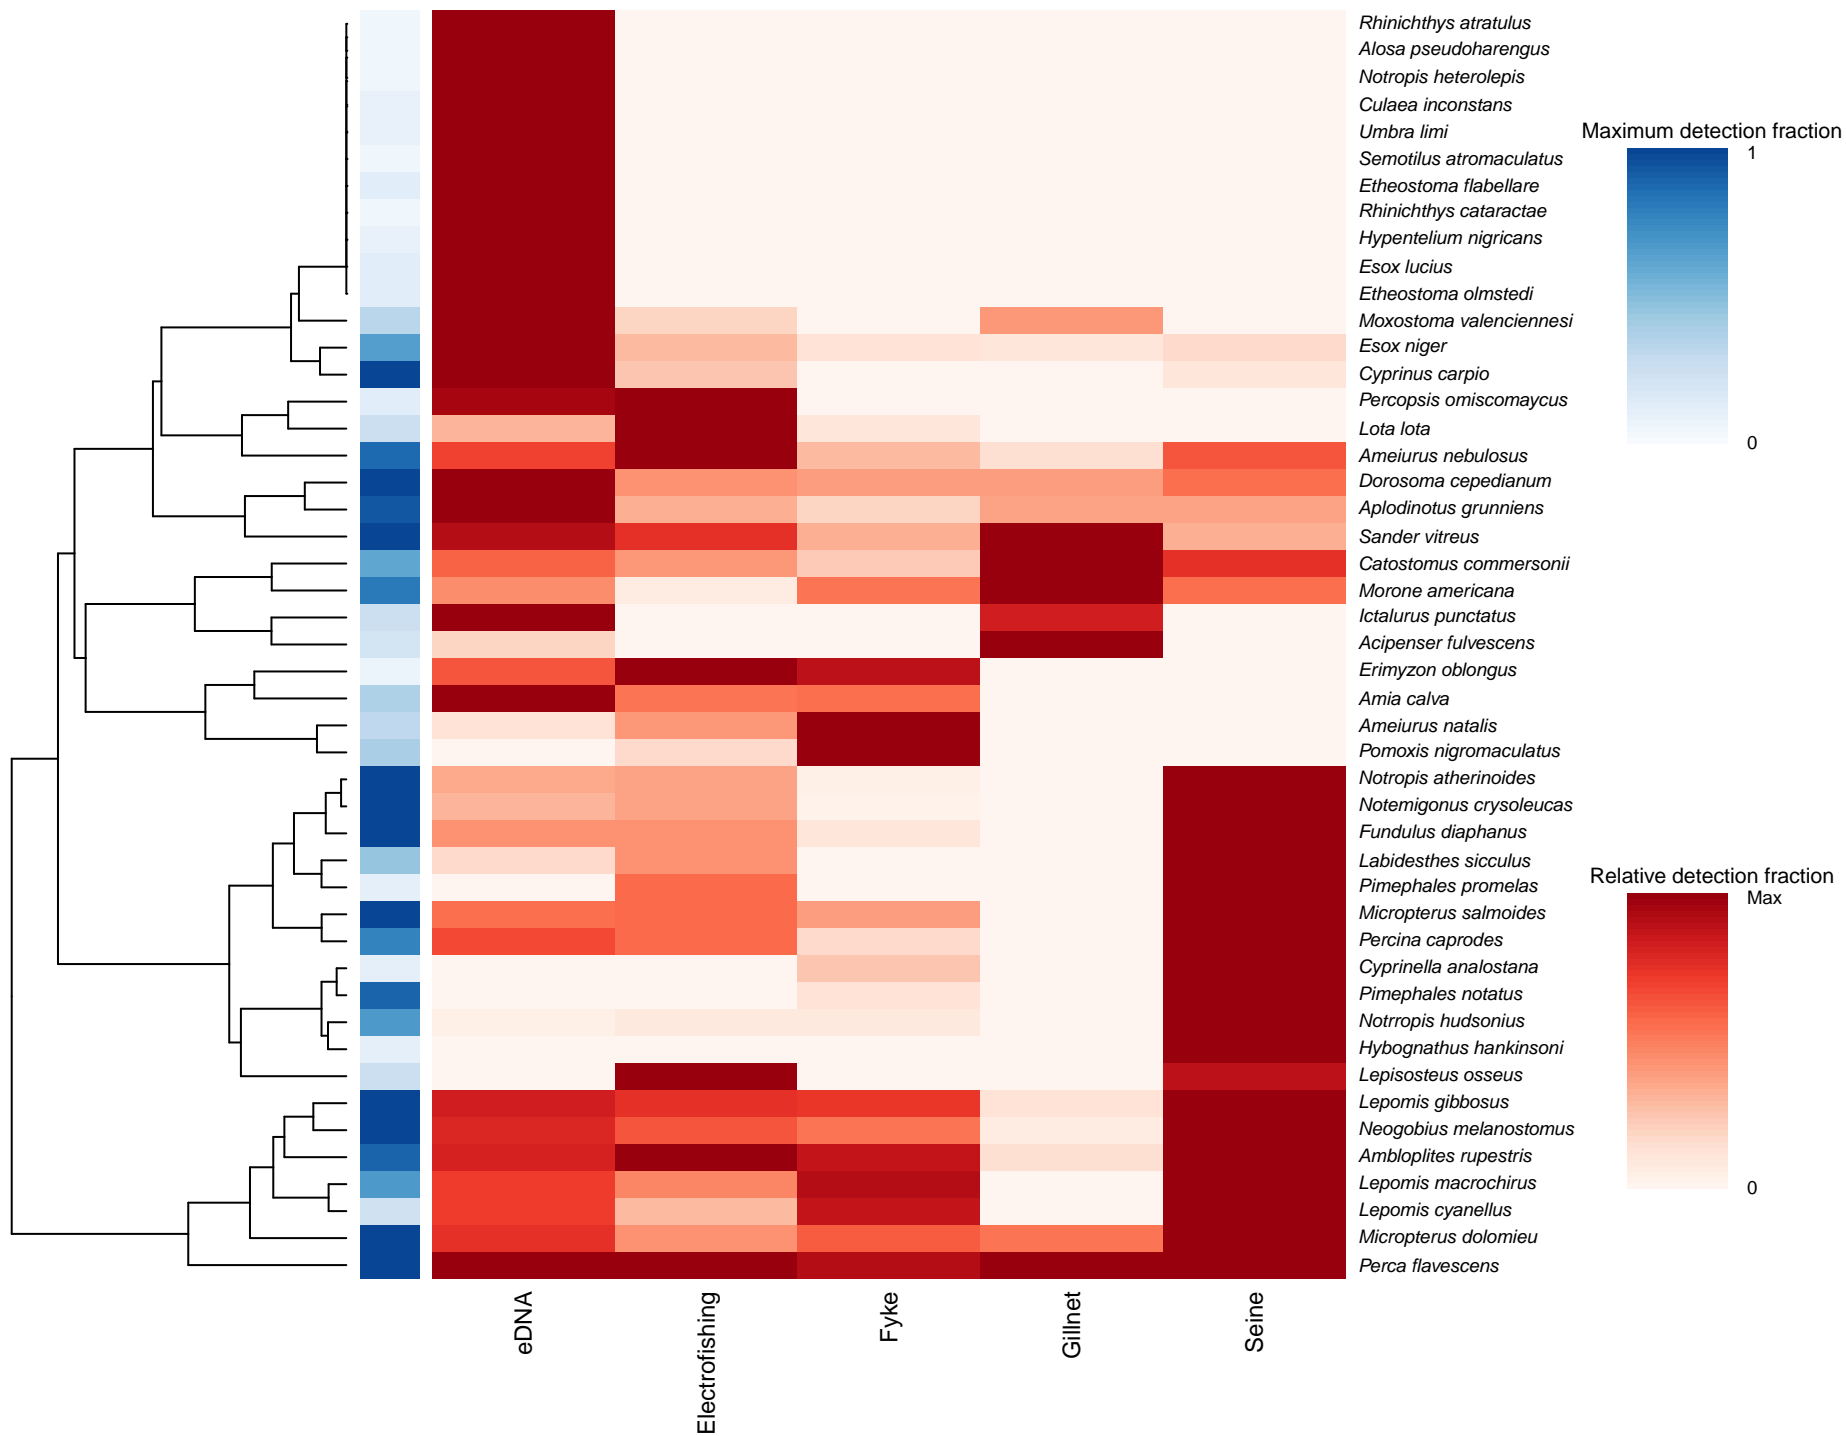 Rhinichthys atratulus
Alosa pseudoharengus
Notropis heterolepis
Culaea inconstans
Umbra limi
Semotilus atromaculatus
Etheostoma flabellare
Rhinichthys cataractae
Hypentelium nigricans
Esox lucius
Etheostoma olmstedi
Moxostoma valenciennesi
Esox niger
Cyprinus carpio
Percopsis omiscomaycus
Lota lota
Ameiurus nebulosus
Dorosoma cepedianum
Aplodinotus grunniens
Sander vitreus
Catostomus commersonii
Morone americana
Ictalurus punctatus
Acipenser fulvescens
Erimyzon oblongus
Amia calva
Ameiurus natalis
Pomoxis nigromaculatus
Notropis atherinoides
Notemigonus crysoleucas
Fundulus diaphanus
Labidesthes sicculus
Pimephales promelas
Micropterus salmoides
Percina caprodes
Cyprinella analostana
Pimephales notatus
Notrropis hudsonius
Hybognathus hankinsoni
Lepisosteus osseus
Lepomis gibbosus
Neogobius melanostomus
Ambloplites rupestris
Lepomis macrochirus
Lepomis cyanellus
Micropterus dolomieu
Perca flavescens
Maximum detection fraction
1
0
Relative detection fraction
Max
0
eDNA
Electrofishing
Fyke
Gillnet
Seine